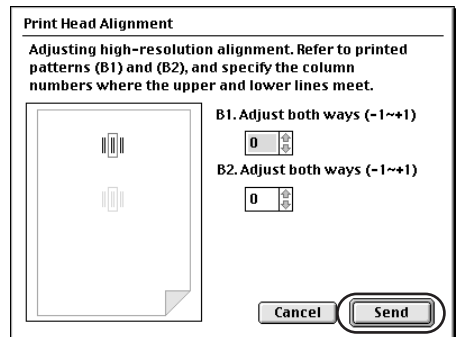 Print Head Alignment
Adjusting high-resolution alignment. Refer to printed
patterns (B1) and (B2), and specify the column
numbers where the upper and lower lines meet.
B1. Adjust both ways (-1~+1)
0
B2. Adjust both ways (-1~+1)
0
Cancel Send